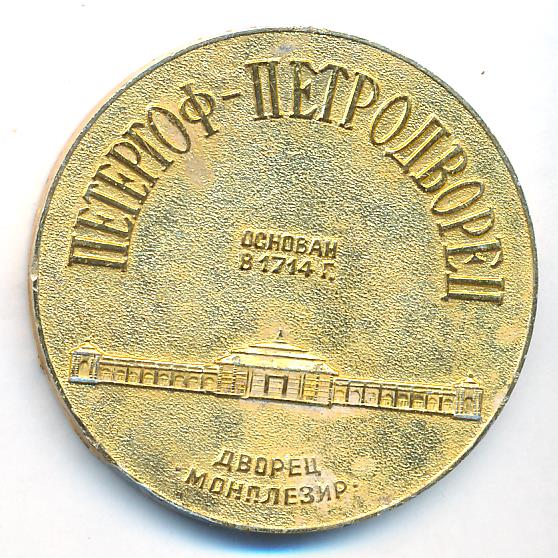 ПЕТЕРГОФ-ПЕТРОДВОРЕЦ
ОСНОВАН
В 1714 Г.
ДВОРЕЦ
·МОНПЛЕЗИР·